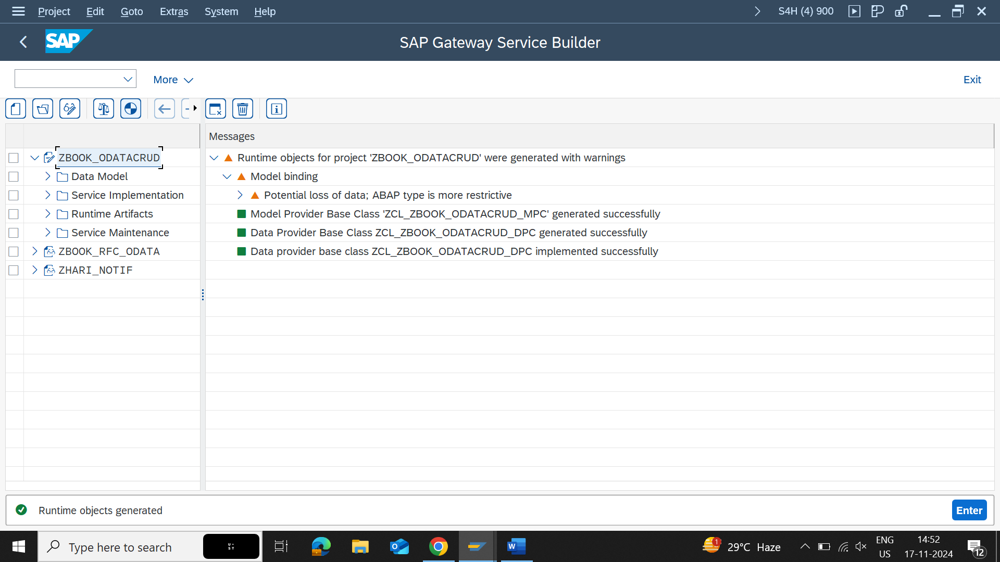 Project Edit Goto Extras System Help S4H (4) 900
SAP SAP Gateway Service Builder
More Exit
Messages
ZBOOK_ODATACRUD Runtime objects for project 'ZBOOK_ODATACRUD' were generated with warnings
Data Model Model binding
Service Implementation Potential loss of data; ABAP type is more restrictive
Runtime Artifacts Model Provider Base Class 'ZCL_ZBOOK_ODATACRUD_MPC' generated successfully
Service Maintenance Data Provider Base Class ZCL_ZBOOK_ODATACRUD_DPC generated successfully
ZBOOK_RFC_ODATA Data provider base class ZCL_ZBOOK_ODATACRUD_DPC implemented successfully
ZHARI_NOTIF
Runtime objects generated Enter
Type here to search 1 29°C Haze ENG US 14:52 17-11-2024 12